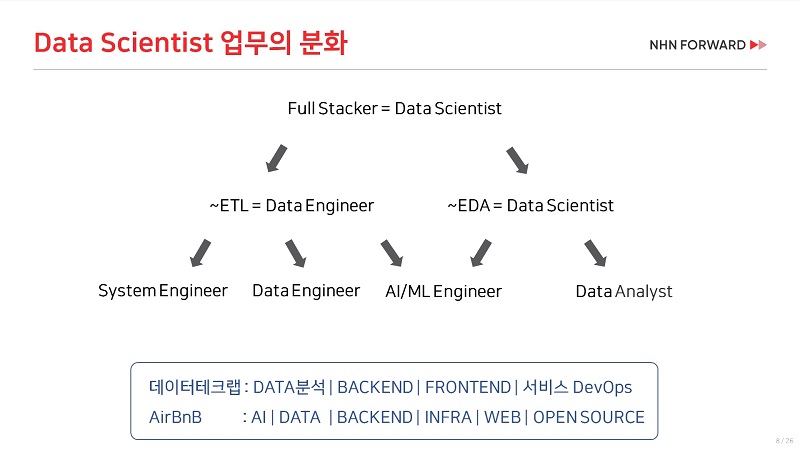 Data Scientist 업무의 분화
NHN FORWARD
Full Stacker = Data Scientist
~ETL = Data Engineer
~EDA = Data Scientist
System Engineer
Data Engineer
AI/ML Engineer
Data Analyst
데이터테크랩 : DATA분석 | BACKEND | FRONTEND | 서비스 DevOps
AirBnB : AI | DATA | BACKEND | INFRA | WEB | OPEN SOURCE
8 / 26